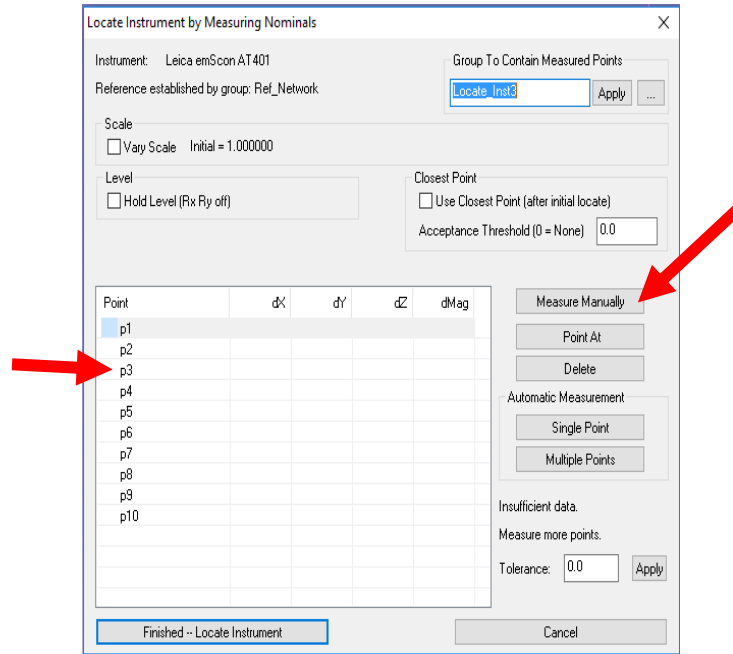 Locate Instrument by Measuring Nominals
Instrument: Leica emScon AT401
Reference established by group: Ref_Network
Group To Contain Measured Points
Locate_Inst3
Apply
...
Scale
Vary Scale Initial = 1.000000
Level
Hold Level (Rx Ry off)
Closest Point
Use Closest Point (after initial locate)
Acceptance Threshold (0 = None) 0.0
Point dX dY dZ dMag
p1
p2
p3
p4
p5
p6
p7
p8
p9
p10
Measure Manually
Point At
Delete
Automatic Measurement
Single Point
Multiple Points
Insufficient data.
Measure more points.
Tolerance: 0.0 Apply
Finished -- Locate Instrument
Cancel